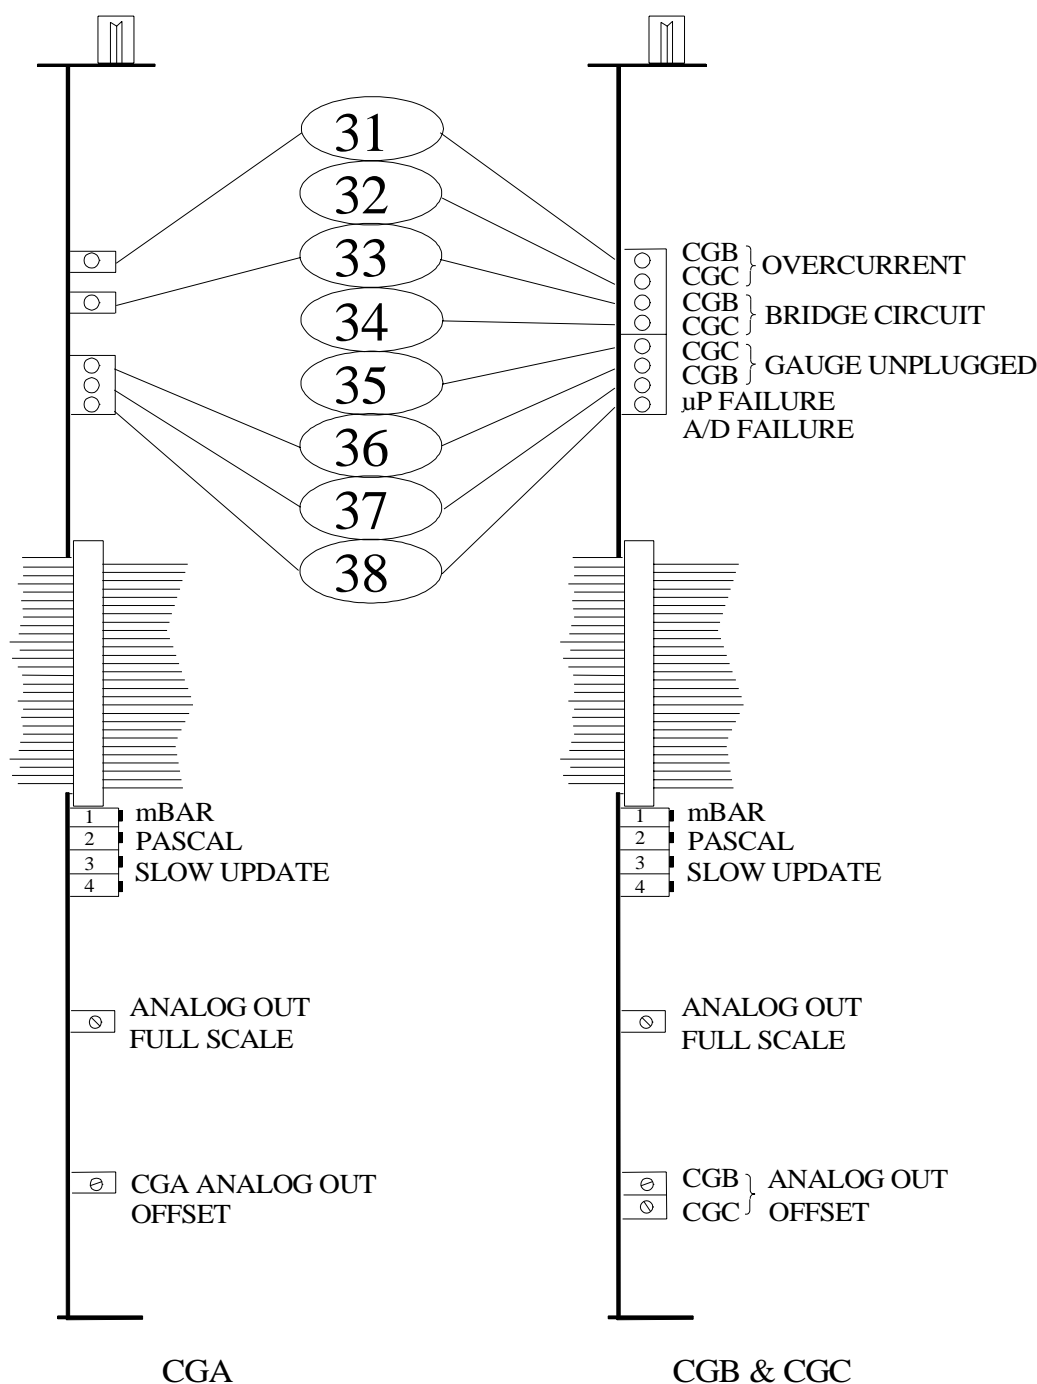 31
32
33
34
35
36
37
38
CGB
CGC
OVERCURRENT
CGB
CGC
BRIDGE CIRCUIT
CGC
CGB
GAUGE UNPLUGGED
µP FAILURE
A/D FAILURE
1
2
3
4
mBAR
PASCAL
SLOW UPDATE
ANALOG OUT
FULL SCALE
CGA ANALOG OUT
OFFSET
CGA
1
2
3
4
mBAR
PASCAL
SLOW UPDATE
ANALOG OUT
FULL SCALE
CGB
CGC
ANALOG OUT
OFFSET
CGB & CGC